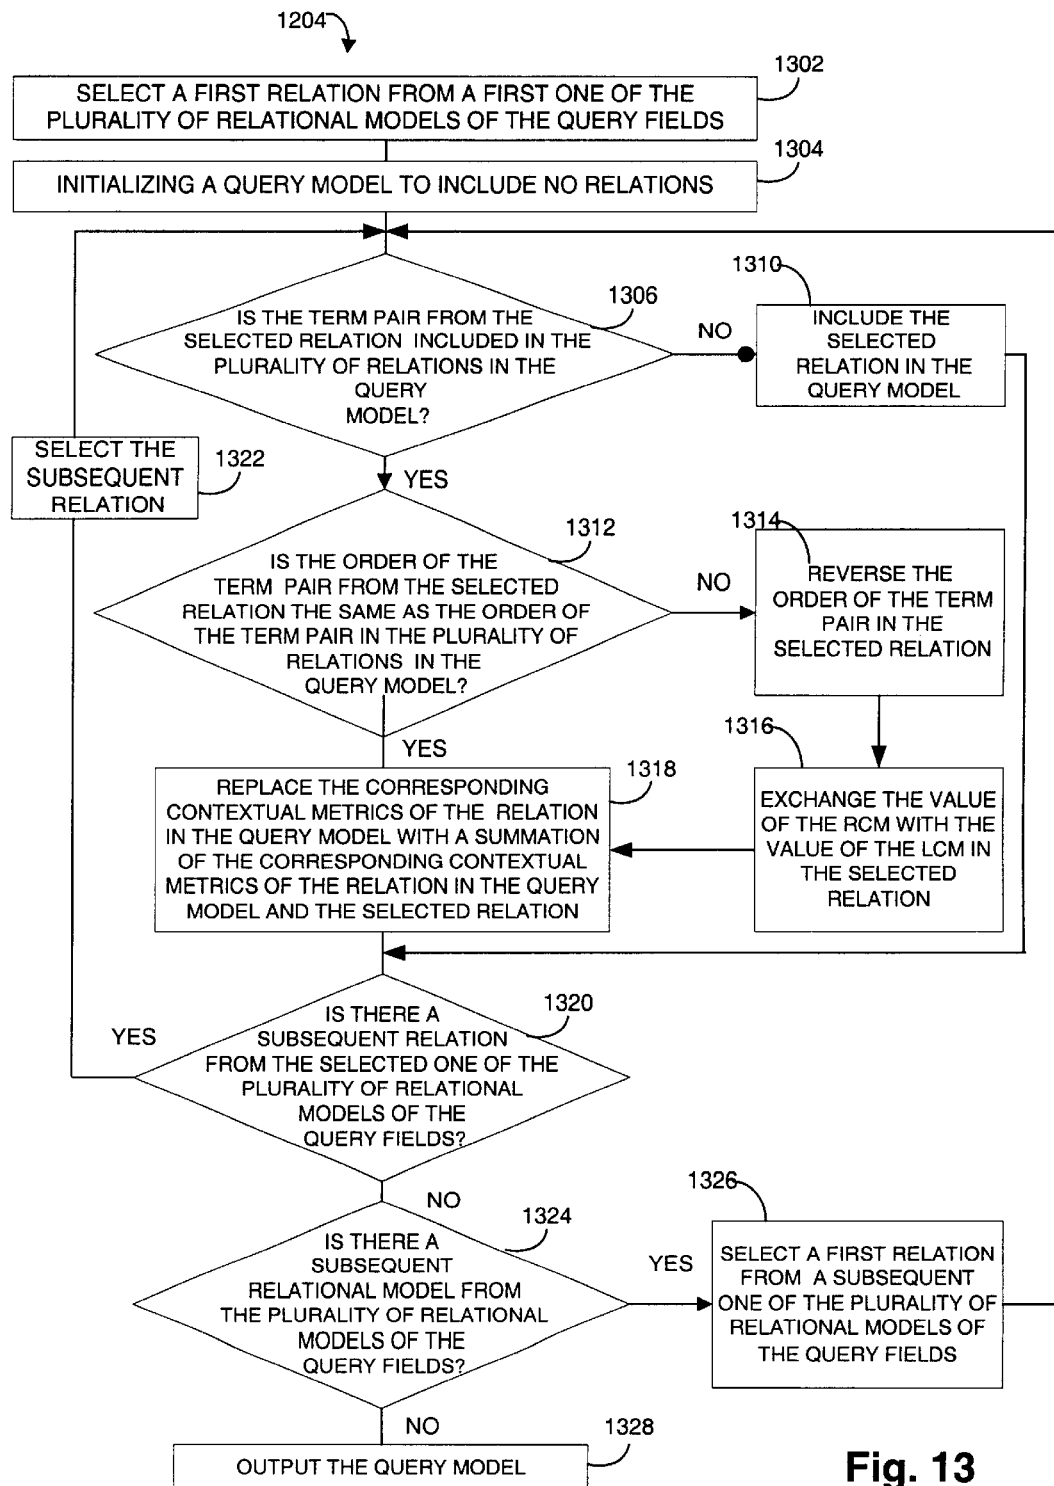 1204
1302
SELECT A FIRST RELATION FROM A FIRST ONE OF THE
PLURALITY OF RELATIONAL MODELS OF THE QUERY FIELDS
1304
INITIALIZING A QUERY MODEL TO INCLUDE NO RELATIONS
1306
IS THE TERM PAIR FROM THE
SELECTED RELATION INCLUDED IN THE
PLURALITY OF RELATIONS IN THE
QUERY
MODEL?
NO
1310
INCLUDE THE
SELECTED
RELATION IN THE
QUERY MODEL
SELECT THE
SUBSEQUENT
RELATION
1322
YES
1312
IS THE ORDER OF THE
TERM PAIR FROM THE SELECTED
RELATION THE SAME AS THE ORDER OF
THE TERM PAIR IN THE PLURALITY OF
RELATIONS IN THE
QUERY MODEL?
NO
1314
REVERSE THE
ORDER OF THE TERM
PAIR IN THE
SELECTED RELATION
YES
1316
EXCHANGE THE VALUE
OF THE RCM WITH THE
VALUE OF THE LCM IN
THE SELECTED
RELATION
1318
REPLACE THE CORRESPONDING
CONTEXTUAL METRICS OF THE RELATION
IN THE QUERY MODEL WITH A SUMMATION
OF THE CORRESPONDING CONTEXTUAL
METRICS OF THE RELATION IN THE QUERY
MODEL AND THE SELECTED RELATION
1320
IS THERE A
SUBSEQUENT RELATION
FROM THE SELECTED ONE OF THE
PLURALITY OF RELATIONAL
MODELS OF THE
QUERY FIELDS?
YES
NO
1324
IS THERE A
SUBSEQUENT
RELATIONAL MODEL FROM
THE PLURALITY OF RELATIONAL
MODELS OF THE
QUERY FIELDS?
YES
1326
SELECT A FIRST RELATION
FROM A SUBSEQUENT
ONE OF THE PLURALITY OF
RELATIONAL MODELS OF
THE QUERY FIELDS
NO
1328
OUTPUT THE QUERY MODEL
Fig. 13